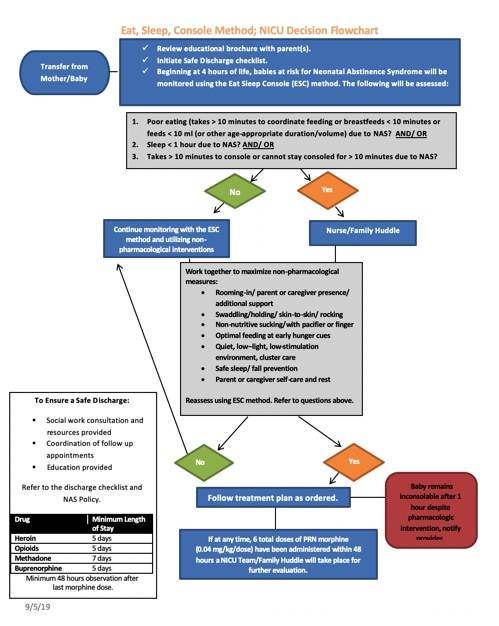 Eat, Sleep, Console Method; NICU Decision Flowchart
Transfer from
Mother/Baby
✓ Review educational brochure with parent(s).
✓ Initiate Safe Discharge checklist.
✓ Beginning at 4 hours of life, babies at risk for Neonatal Abstinence Syndrome will be
monitored using the Eat Sleep Console (ESC) method. The following will be assessed:
1. Poor eating (takes > 10 minutes to coordinate feeding or breastfeeds < 10 minutes or
feeds < 10 ml (or other age-appropriate duration/volume) due to NAS? AND/ OR
2. Sleep < 1 hour due to NAS? AND/ OR
3. Takes > 10 minutes to console or cannot stay consoled for > 10 minutes due to NAS?
No
Yes
Continue monitoring with the ESC
method and utilizing non-
pharmacological interventions
Nurse/Family Huddle
Work together to maximize non-pharmacological
measures:
• Rooming-in/ parent or caregiver presence/
additional support
• Swaddling/holding/ skin-to-skin/ rocking
• Non-nutritive sucking/with pacifier or finger
• Optimal feeding at early hunger cues
• Quiet, low–light, low-stimulation
environment, cluster care
• Safe sleep/ fall prevention
• Parent or caregiver self-care and rest
Reassess using ESC method. Refer to questions above.
No
Yes
Follow treatment plan as ordered.
Baby remains
inconsolable after 1
hour despite
pharmacologic
intervention, notify
provider.
If at any time, 6 total doses of PRN morphine
(0.04 mg/kg/dose) have been administered within 48
hours a NICU Team/Family Huddle will take place for
further evaluation.
To Ensure a Safe Discharge:
• Social work consultation and
resources provided
• Coordination of follow up
appointments
• Education provided
Refer to the discharge checklist and
NAS Policy.
Drug Minimum Length
of Stay
Heroin 5 days
Opioids 5 days
Methadone 7 days
Buprenorphine 5 days
Minimum 48 hours observation after
last morphine dose.
9/5/19